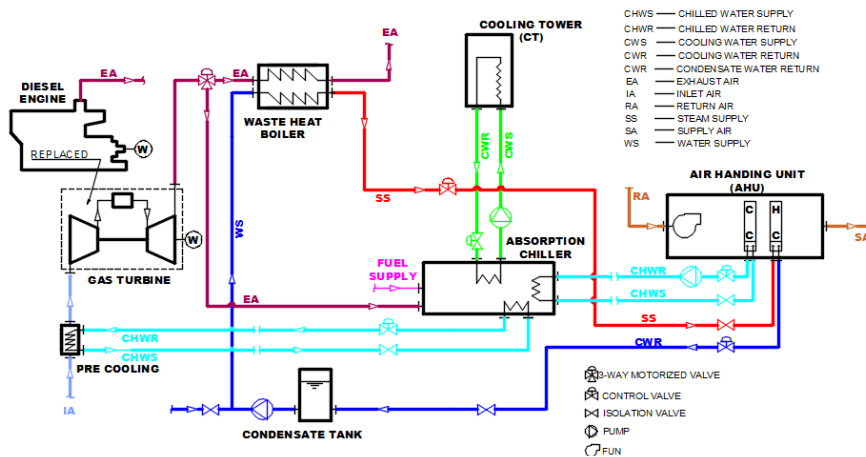 COOLING TOWER
(CT)
CHWS — CHILLED WATER SUPPLY
CHWR — CHILLED WATER RETURN
CWS — COOLING WATER SUPPLY
CWR — COOLING WATER RETURN
CWR — CONDENSATE WATER RETURN
EA — EXHAUST AIR
IA — INLET AIR
RA — RETURN AIR
SS — STEAM SUPPLY
SA — SUPPLY AIR
WS — WATER SUPPLY
EA
EA
EA
DIESEL
ENGINE
W
REPLACED
WASTE HEAT
BOILER
CWR
CWS
AIR HANDING UNIT
(AHU)
RA
SS
C
C
H
C
SA
W
GAS TURBINE
WS
FUEL
SUPPLY
ABSORPTION
CHILLER
CHWR
CHWS
EA
SS
CHWR
CHWS
CWR
PRE COOLING
IA
CONDENSATE TANK
3-WAY MOTORIZED VALVE
CONTROL VALVE
ISOLATION VALVE
PUMP
FUN